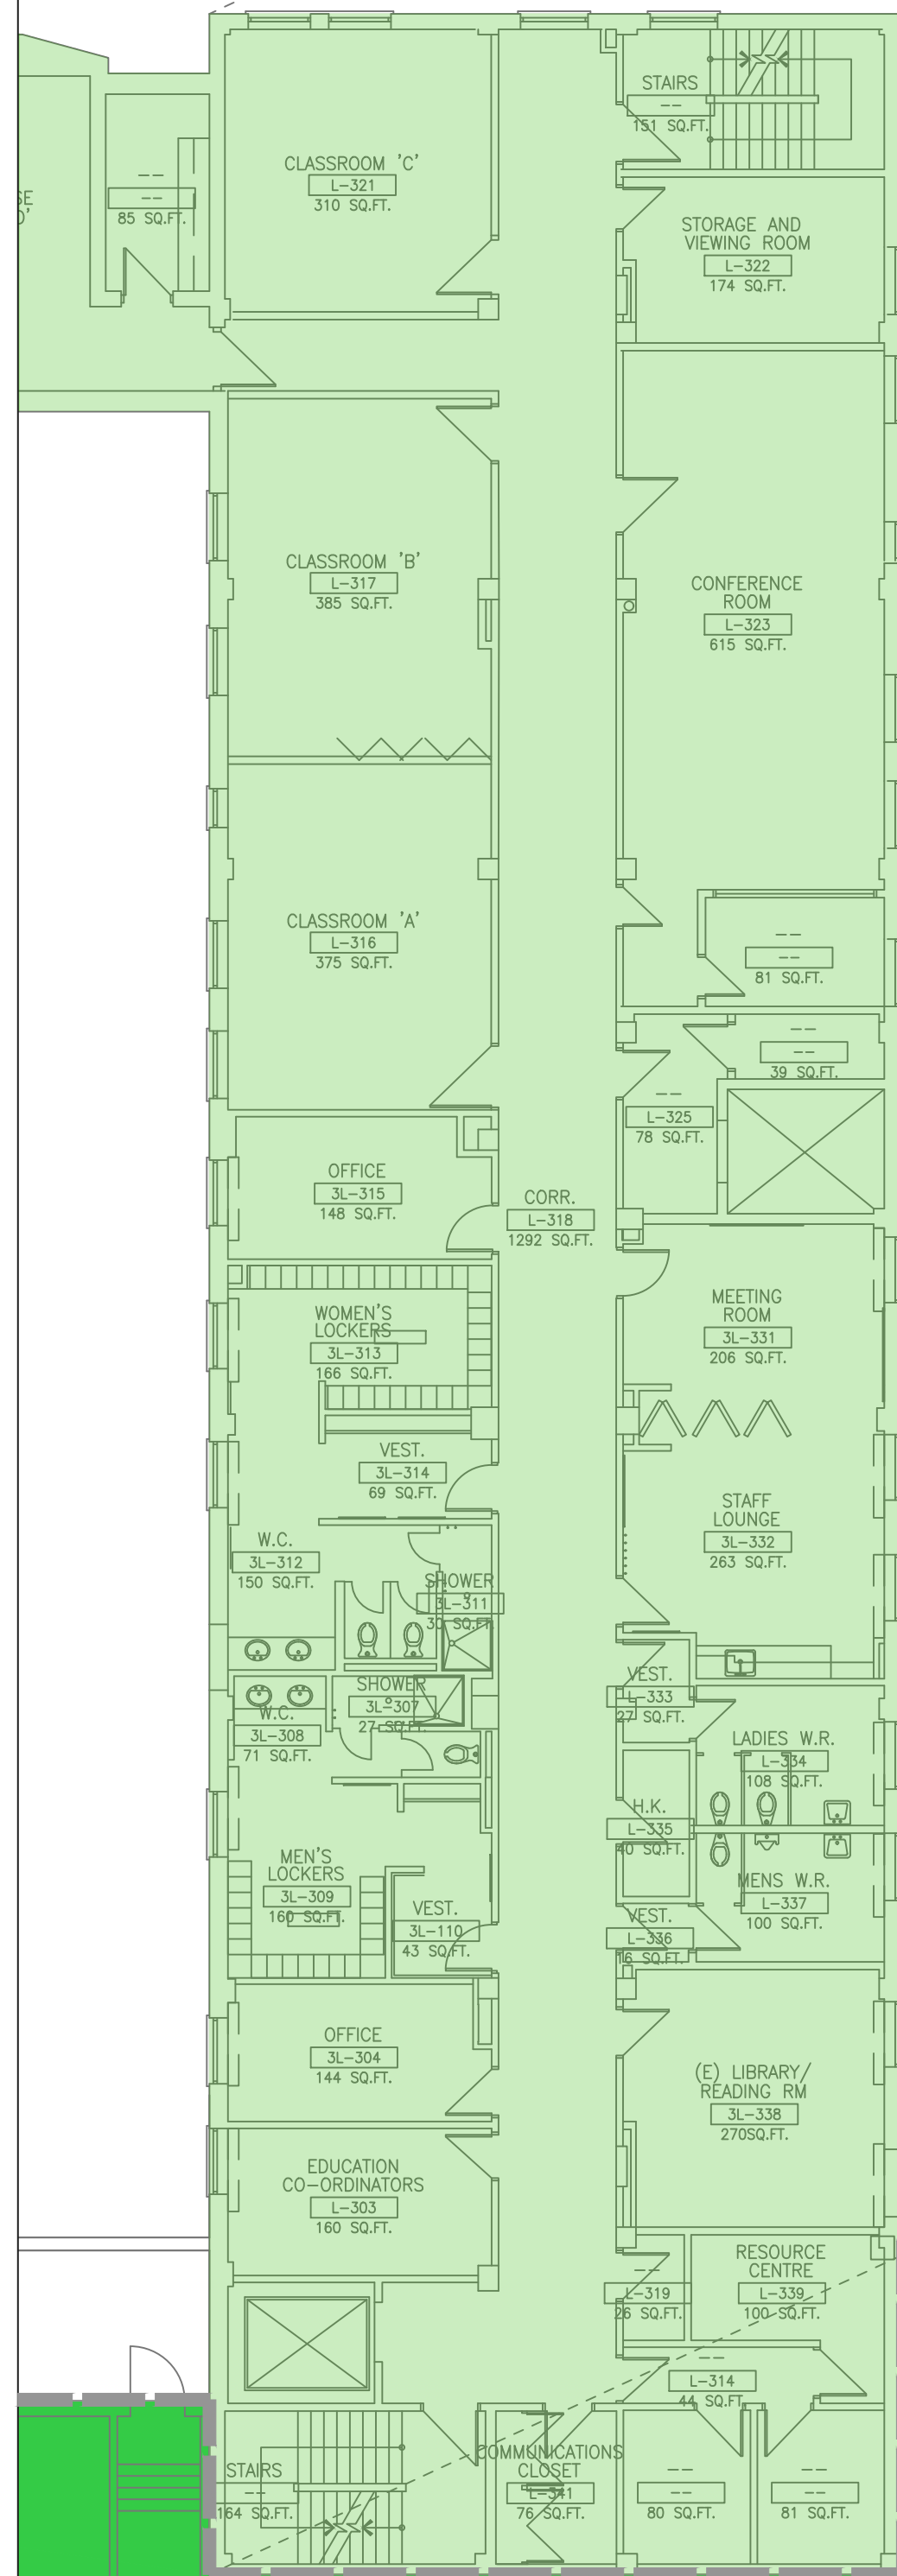 STAIRS
--
151 SQ.FT.
CLASSROOM 'C'
L-321
310 SQ.FT.
--
--
85 SQ.FT.
STORAGE AND
VIEWING ROOM
L-322
174 SQ.FT.
CLASSROOM 'B'
L-317
385 SQ.FT.
CONFERENCE
ROOM
L-323
615 SQ.FT.
CLASSROOM 'A'
L-316
375 SQ.FT.
--
--
81 SQ.FT.
--
--
39 SQ.FT.
--
L-325
78 SQ.FT.
OFFICE
3L-315
148 SQ.FT.
CORR.
L-318
1292 SQ.FT.
WOMEN'S
LOCKERS
3L-313
166 SQ.FT.
MEETING
ROOM
3L-331
206 SQ.FT.
VEST.
3L-314
69 SQ.FT.
STAFF
LOUNGE
3L-332
263 SQ.FT.
W.C.
3L-312
150 SQ.FT.
SHOWER
3L-311
30 SQ.FT.
SHOWER
3L-307
27 SQ.FT.
VEST.
L-333
27 SQ.FT.
W.C.
3L-308
71 SQ.FT.
LADIES W.R.
L-334
108 SQ.FT.
H.K.
L-335
40 SQ.FT.
MEN'S
LOCKERS
3L-309
160 SQ.FT.
MENS W.R.
L-337
100 SQ.FT.
VEST.
3L-110
43 SQ.FT.
VEST.
L-336
16 SQ.FT.
OFFICE
3L-304
144 SQ.FT.
(E) LIBRARY/
READING RM
3L-338
270SQ.FT.
EDUCATION
CO-ORDINATORS
L-303
160 SQ.FT.
--
L-319
26 SQ.FT.
RESOURCE
CENTRE
L-339
100 SQ.FT.
--
L-314
44 SQ.FT.
STAIRS
--
164 SQ.FT.
COMMUNICATIONS
CLOSET
L-341
76 SQ.FT.
--
--
80 SQ.FT.
--
--
81 SQ.FT.